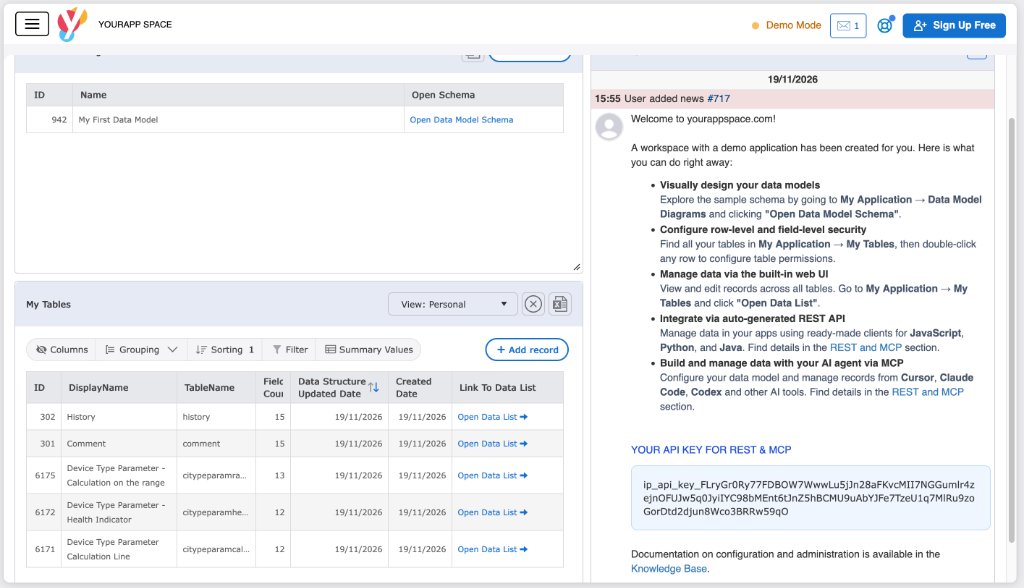 YOURAPP SPACE
Demo Mode
1
Sign Up Free
ID Name Open Schema
942 My First Data Model Open Data Model Schema
My Tables
View: Personal
Columns Grouping Sorting 1 Filter Summary Values
+ Add record
ID DisplayName TableName Field Coun Data Structure Updated Date Created Date Link To Data List
302 History history 15 19/11/2026 19/11/2026 Open Data List ➔
301 Comment comment 15 19/11/2026 19/11/2026 Open Data List ➔
6175 Device Type Parameter - Calculation on the range citypeparamra... 13 19/11/2026 19/11/2026 Open Data List ➔
6172 Device Type Parameter - Health Indicator citypeparamhe... 12 19/11/2026 19/11/2026 Open Data List ➔
6171 Device Type Parameter Calculation Line citypeparamcal... 12 19/11/2026 19/11/2026 Open Data List ➔
19/11/2026
15:55 User added news #717
Welcome to yourappspace.com!
A workspace with a demo application has been created for you. Here is what
you can do right away:
• Visually design your data models
Explore the sample schema by going to My Application → Data Model
Diagrams and clicking "Open Data Model Schema".
• Configure row-level and field-level security
Find all your tables in My Application → My Tables, then double-click
any row to configure table permissions.
• Manage data via the built-in web UI
View and edit records across all tables. Go to My Application → My
Tables and click "Open Data List".
• Integrate via auto-generated REST API
Manage data in your apps using ready-made clients for JavaScript,
Python, and Java. Find details in the REST and MCP section.
• Build and manage data with your AI agent via MCP
Configure your data model and manage records from Cursor, Claude
Code, Codex and other AI tools. Find details in the REST and MCP
section.
YOUR API KEY FOR REST & MCP
ip_api_key_FLryGr0Ry77FDBOW7WwwLu5jJn28aFKvcMII7NGGumlr4z
ejnOFUJw5q0JyiIYC98bMEnt6tJnZ5hBCMU9uAbYJFe7TzeU1q7MlRu9zo
GorDtd2djun8Wco3BRRw59qO
Documentation on configuration and administration is available in the
Knowledge Base.